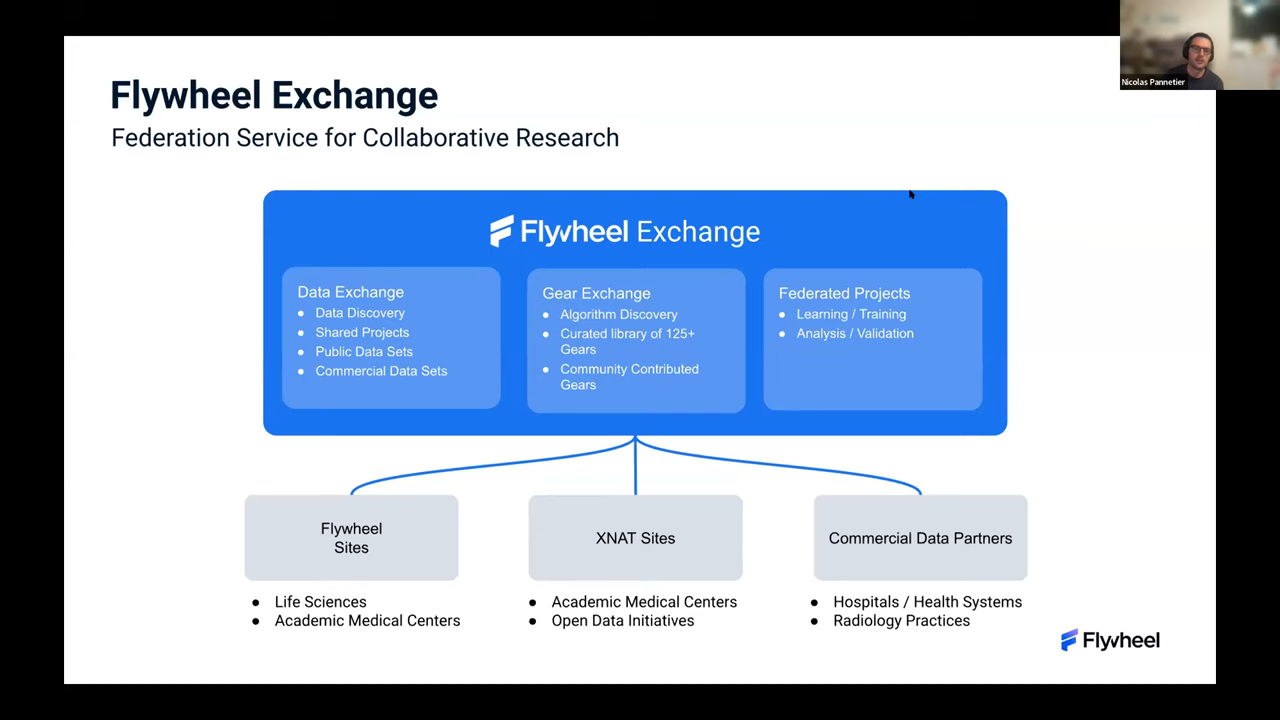 Nicolas Pannetier
Flywheel Exchange
Federation Service for Collaborative Research
Flywheel Exchange
Data Exchange
● Data Discovery
● Shared Projects
● Public Data Sets
● Commercial Data Sets
Gear Exchange
● Algorithm Discovery
● Curated library of 125+
Gears
● Community Contributed
Gears
Federated Projects
● Learning / Training
● Analysis / Validation
Flywheel
Sites
● Life Sciences
● Academic Medical Centers
XNAT Sites
● Academic Medical Centers
● Open Data Initiatives
Commercial Data Partners
● Hospitals / Health Systems
● Radiology Practices
Flywheel